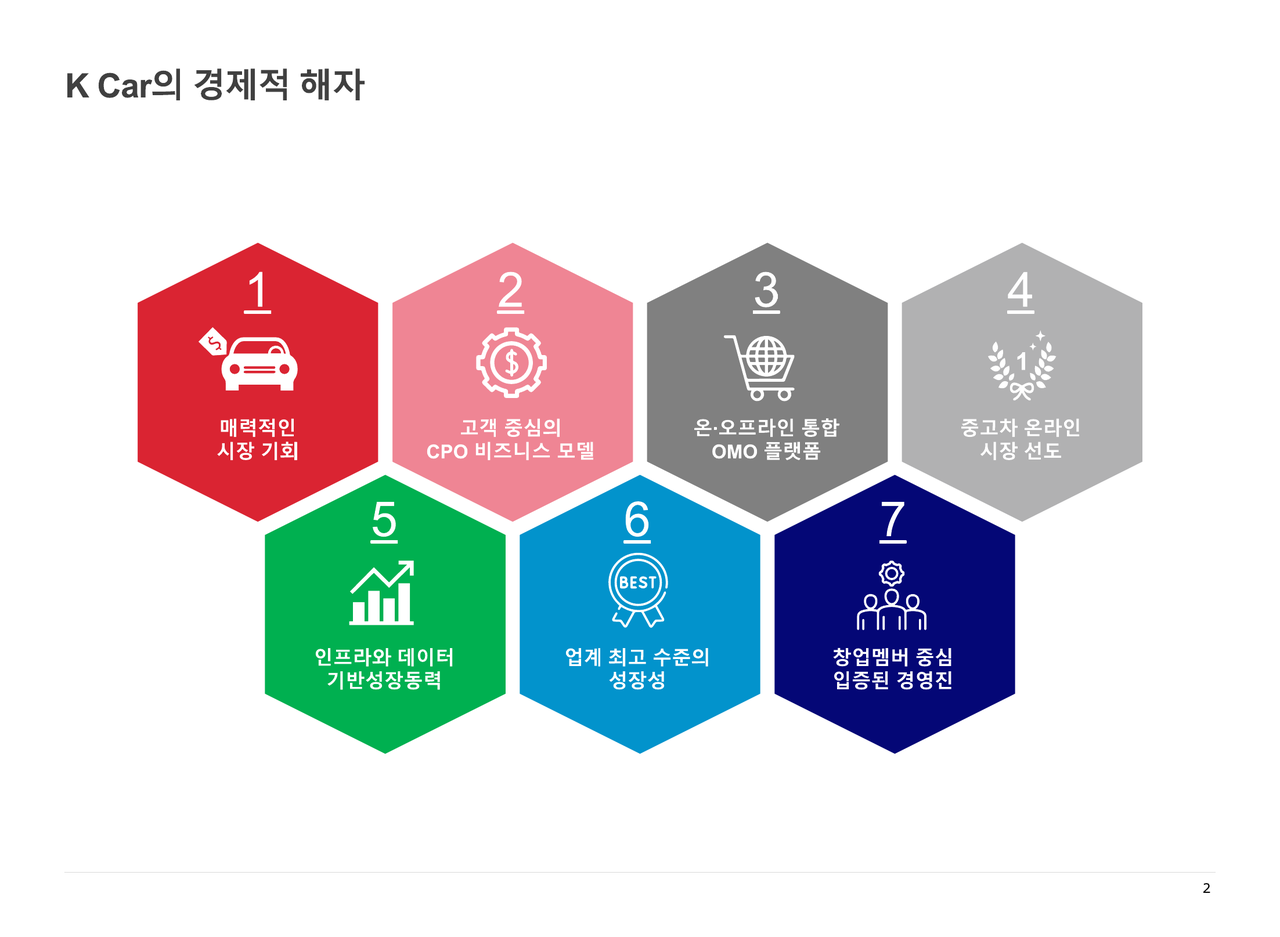 K Car의 경제적 해자
1
매력적인
시장 기회
2
고객 중심의
CPO 비즈니스 모델
3
온·오프라인 통합
OMO 플랫폼
4
1
중고차 온라인
시장 선도
5
인프라와 데이터
기반성장동력
6
BEST
업계 최고 수준의
성장성
7
창업멤버 중심
입증된 경영진
2